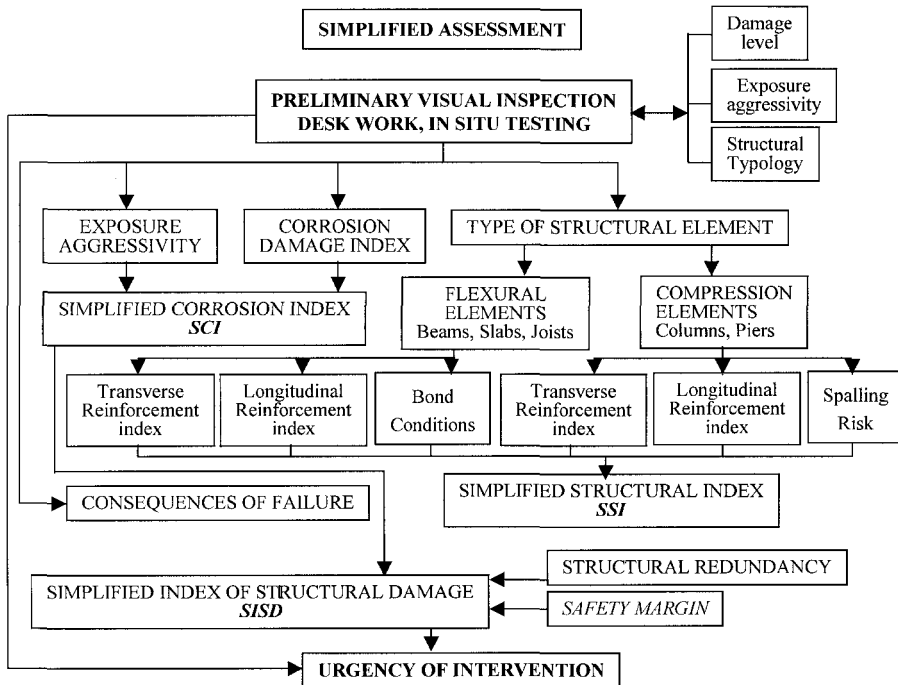 SIMPLIFIED ASSESSMENT
Damage
level
PRELIMINARY VISUAL INSPECTION
DESK WORK, IN SITU TESTING
Exposure
aggressivity
Structural
Typology
EXPOSURE
AGGRESSIVITY
CORROSION
DAMAGE INDEX
TYPE OF STRUCTURAL ELEMENT
SIMPLIFIED CORROSION INDEX
SCI
FLEXURAL
ELEMENTS
Beams, Slabs, Joists
COMPRESSION
ELEMENTS
Columns, Piers
Transverse
Reinforcement
index
Longitudinal
Reinforcement
index
Bond
Conditions
Transverse
Reinforcement
index
Longitudinal
Reinforcement
index
Spalling
Risk
CONSEQUENCES OF FAILURE
SIMPLIFIED STRUCTURAL INDEX
SSI
STRUCTURAL REDUNDANCY
SIMPLIFIED INDEX OF STRUCTURAL DAMAGE
SISD
SAFETY MARGIN
URGENCY OF INTERVENTION